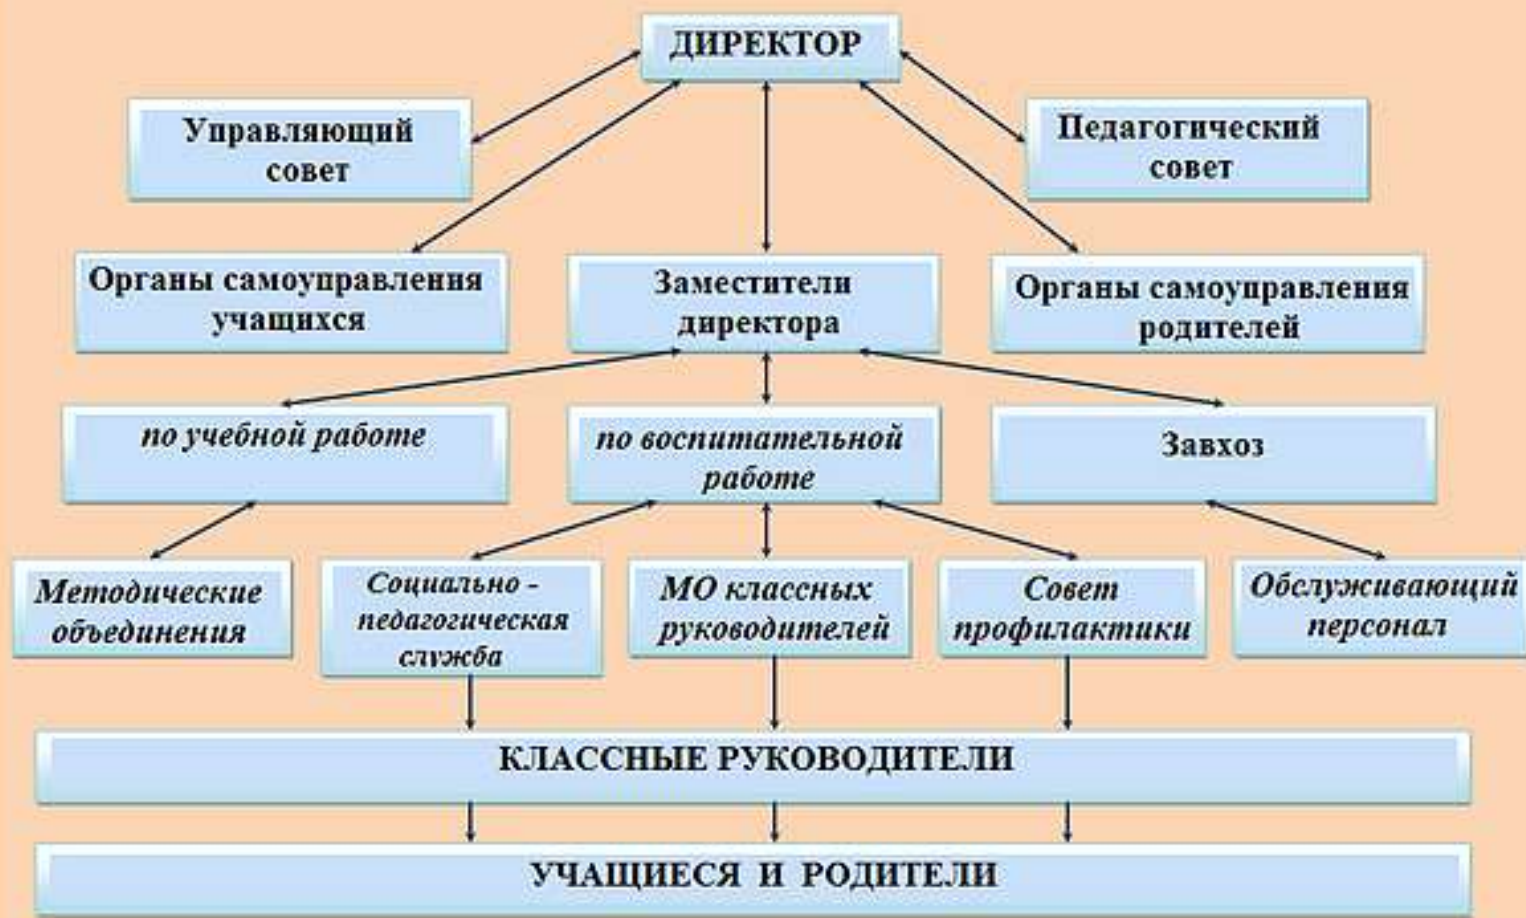 ДИРЕКТОР
Управляющий
совет
Педагогический
совет
Органы самоуправления
учащихся
Заместители
директора
Органы самоуправления
родителей
по учебной работе
по воспитательной
работе
Завхоз
Методические
объединения
Социально -
педагогическая
служба
МО классных
руководителей
Совет
профилактики
Обслуживающий
персонал
КЛАССНЫЕ РУКОВОДИТЕЛИ
УЧАЩИЕСЯ И РОДИТЕЛИ